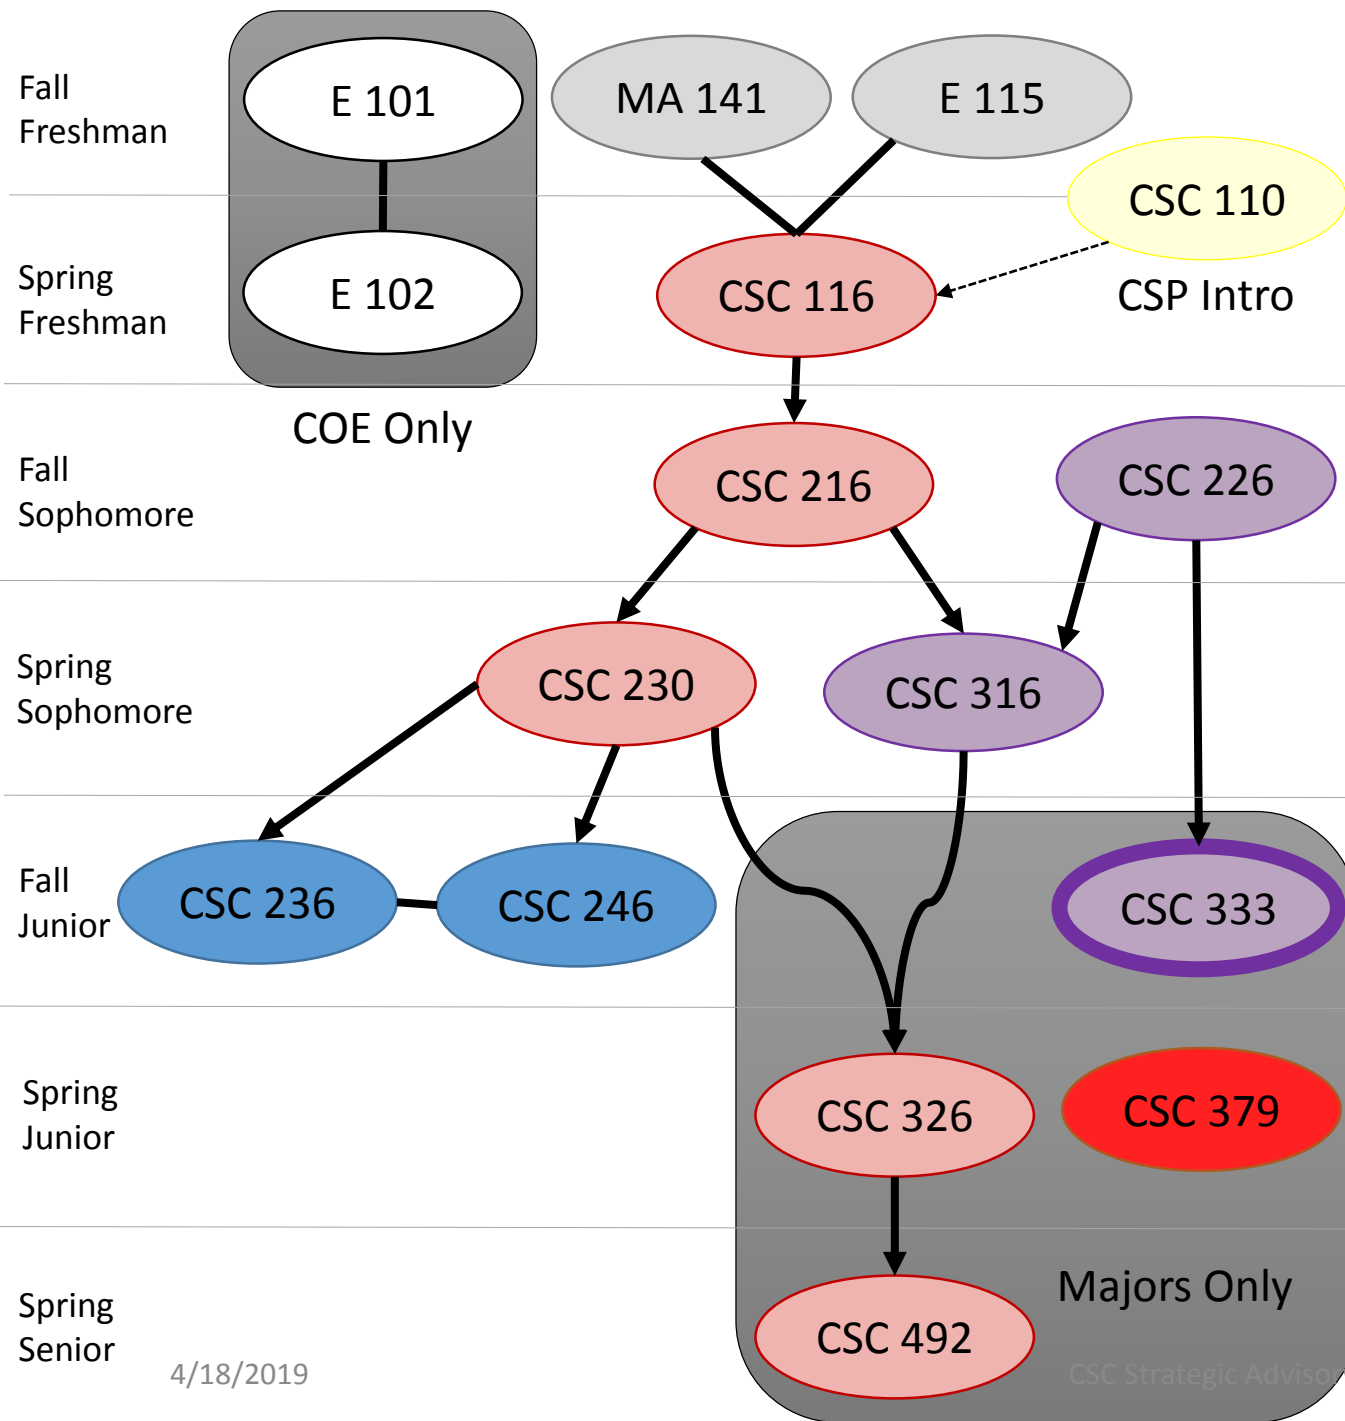 Fall
Freshman
E 101
MA 141
E 115
CSC 110
Spring
Freshman
E 102
CSC 116
CSP Intro
COE Only
Fall
Sophomore
CSC 216
CSC 226
Spring
Sophomore
CSC 230
CSC 316
Fall
Junior
CSC 236
CSC 246
CSC 333
Spring
Junior
CSC 326
CSC 379
Majors Only
Spring
Senior
CSC 492
4/18/2019
CSC Strategic Advisor